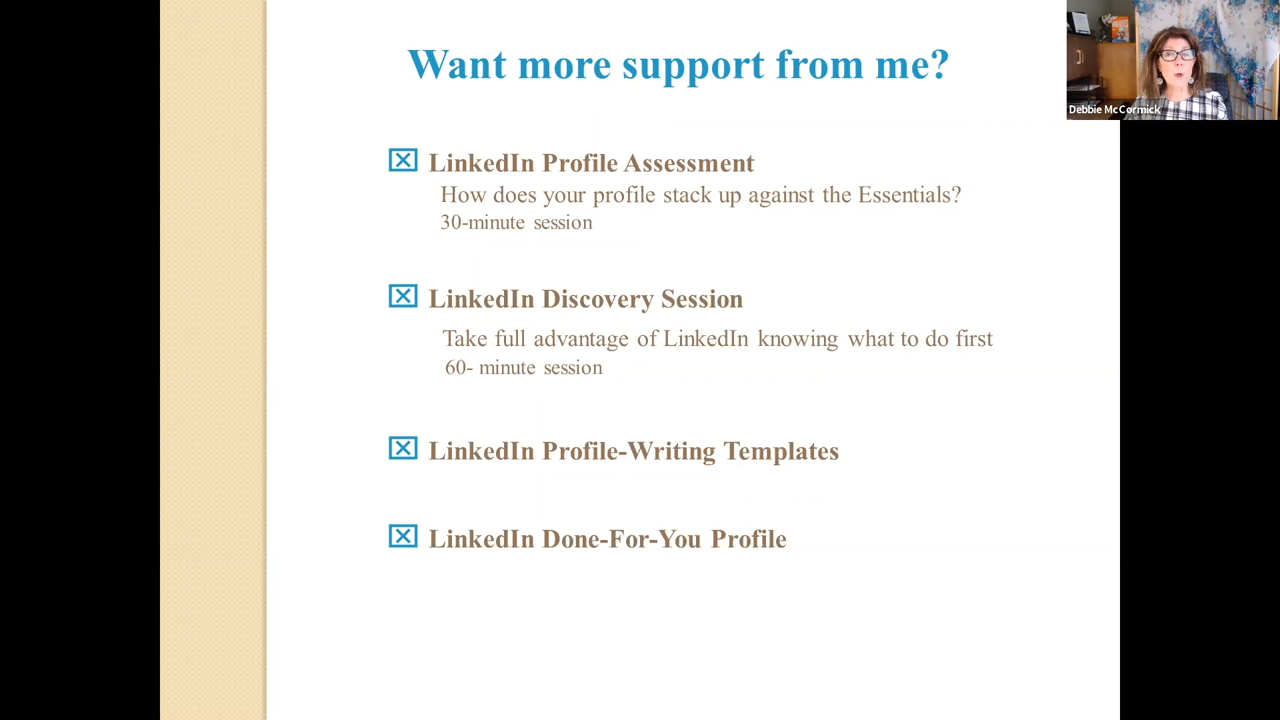 Want more support from me?
Debbie McCormick
LinkedIn Profile Assessment
How does your profile stack up against the Essentials?
30-minute session
LinkedIn Discovery Session
Take full advantage of LinkedIn knowing what to do first
60- minute session
LinkedIn Profile-Writing Templates
LinkedIn Done-For-You Profile